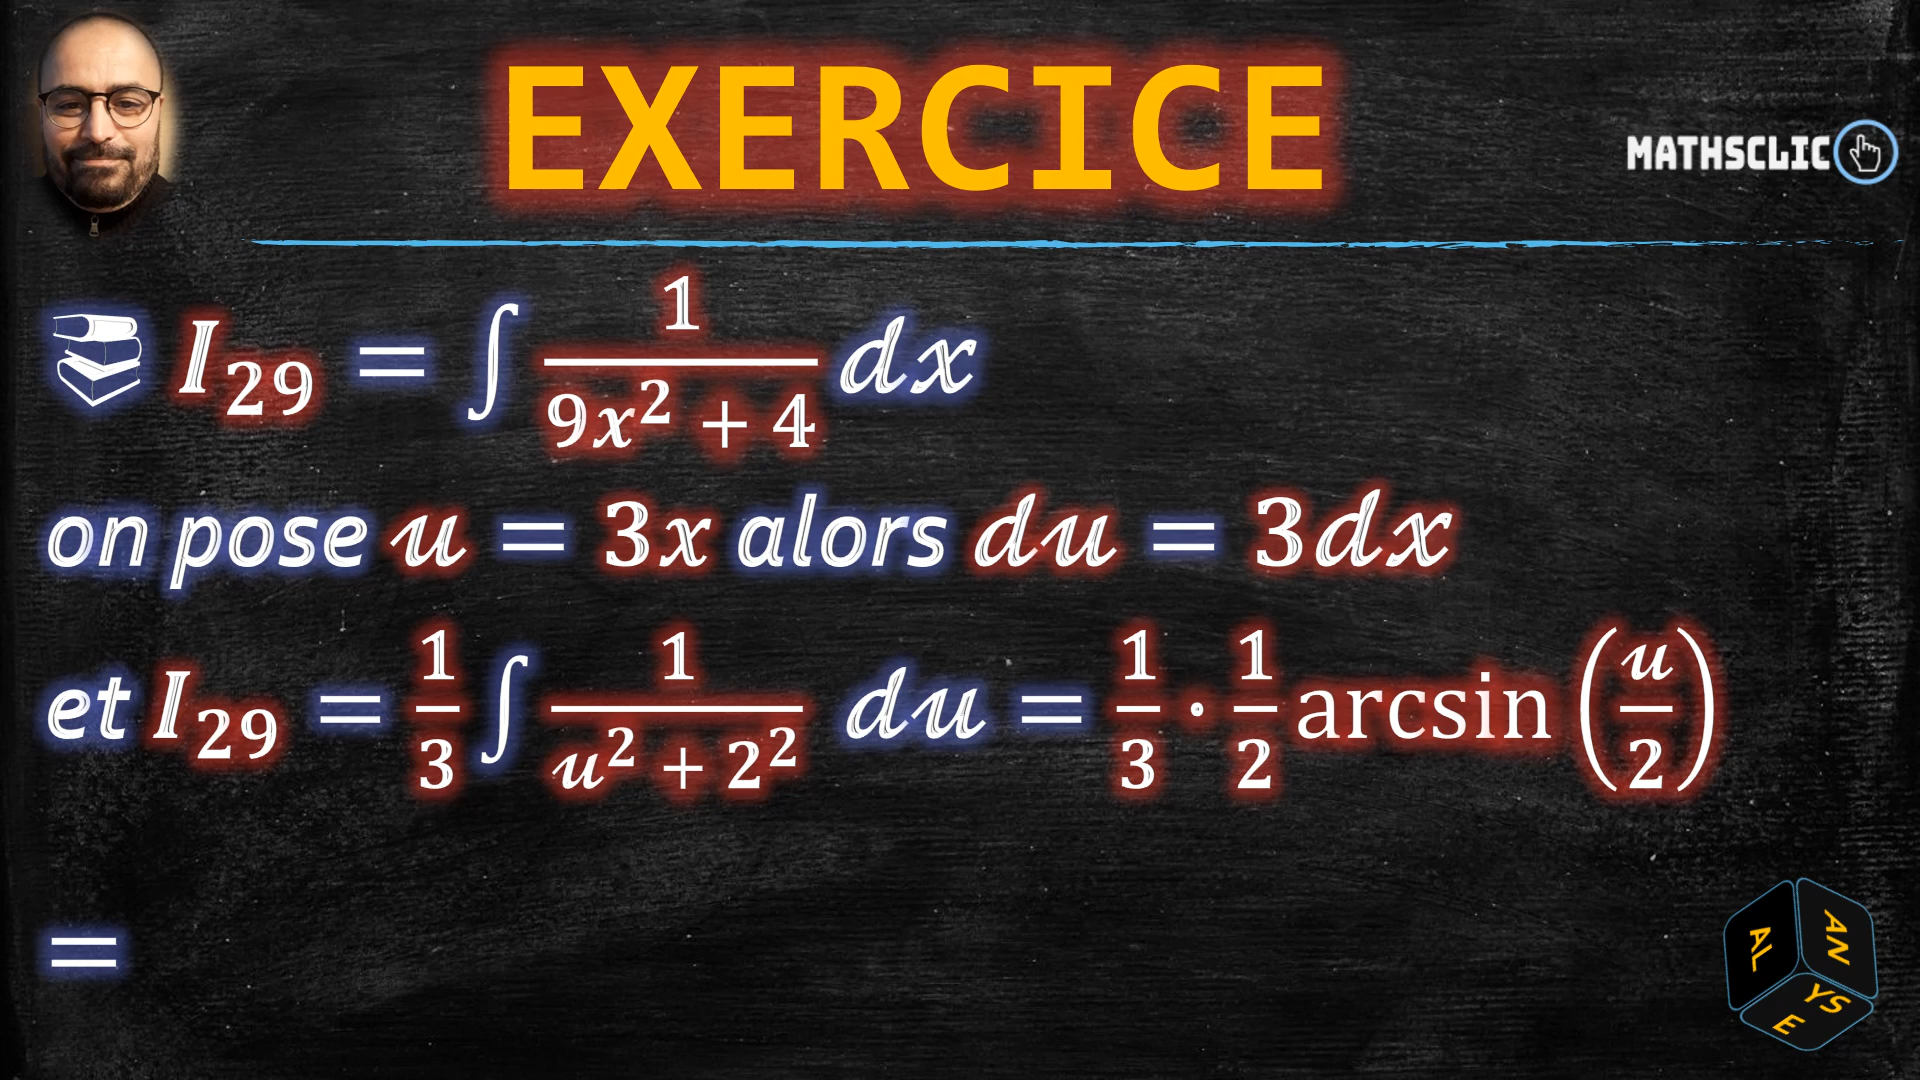 EXERCICE
MATHSCLIC
I₂₉ = ∫ 1/(9x² + 4) dx
on pose u = 3x alors du = 3dx
et I₂₉ = 1/3 ∫ 1/(u² + 2²) du = 1/3 · 1/2 arcsin (u/2)
=
AN
AL
YS
E